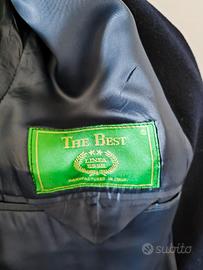 THE BEST
LINEA
MANUFACTURED IN ITALY
subito